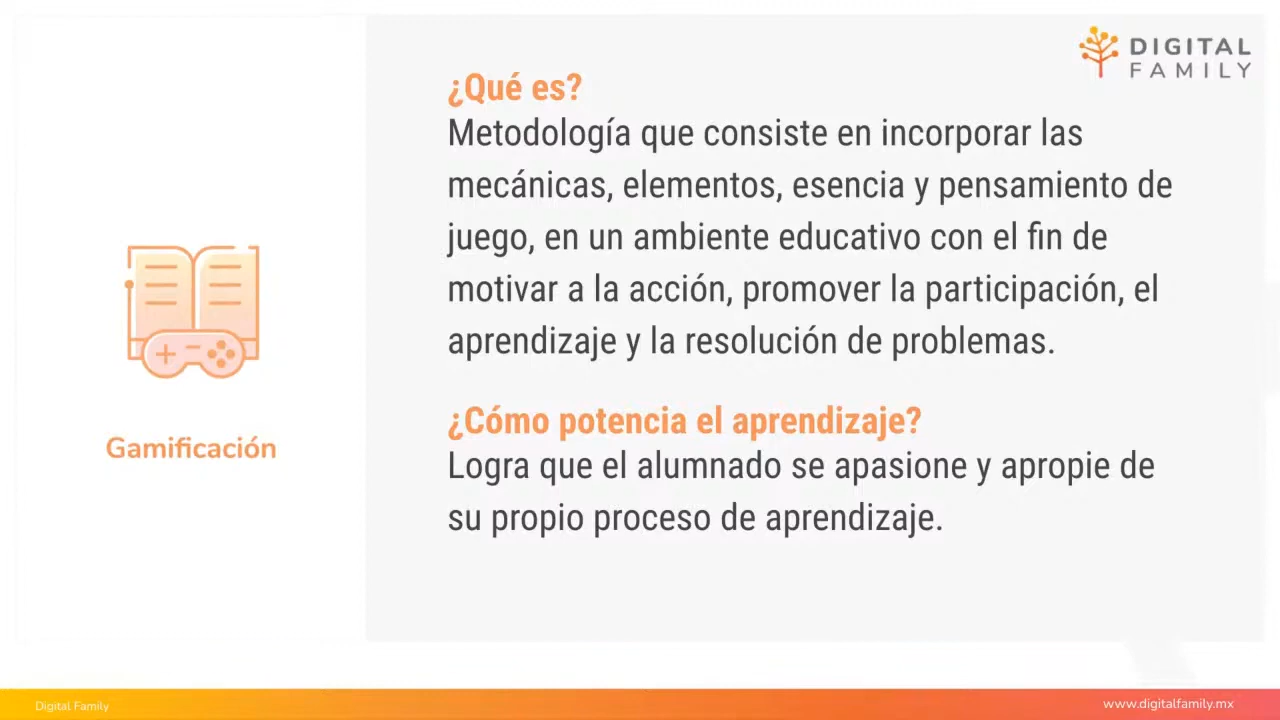 DIGITAL
FAMILY
¿Qué es?
Metodología que consiste en incorporar las
mecánicas, elementos, esencia y pensamiento de
juego, en un ambiente educativo con el fin de
motivar a la acción, promover la participación, el
aprendizaje y la resolución de problemas.
¿Cómo potencia el aprendizaje?
Logra que el alumnado se apasione y apropie de
su propio proceso de aprendizaje.
Gamificación
Digital Family
www.digitalfamily.mx